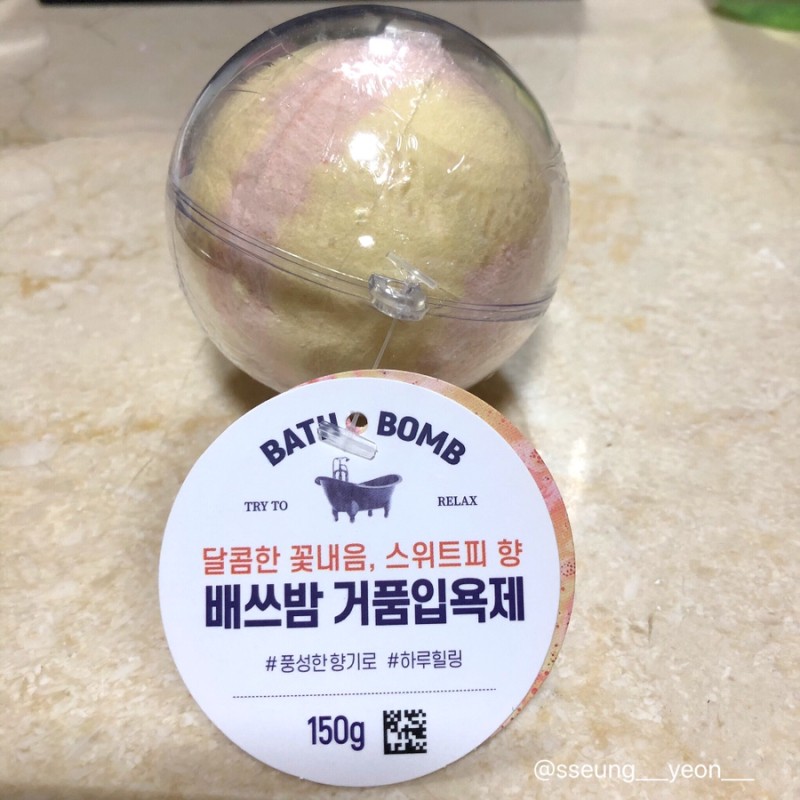 BATH BOMB
TRY TO RELAX
달콤한 꽃내음, 스위트피 향
배쓰밤 거품입욕제
#풍성한향기로 #하루힐링
150g
@sseung__yeon__